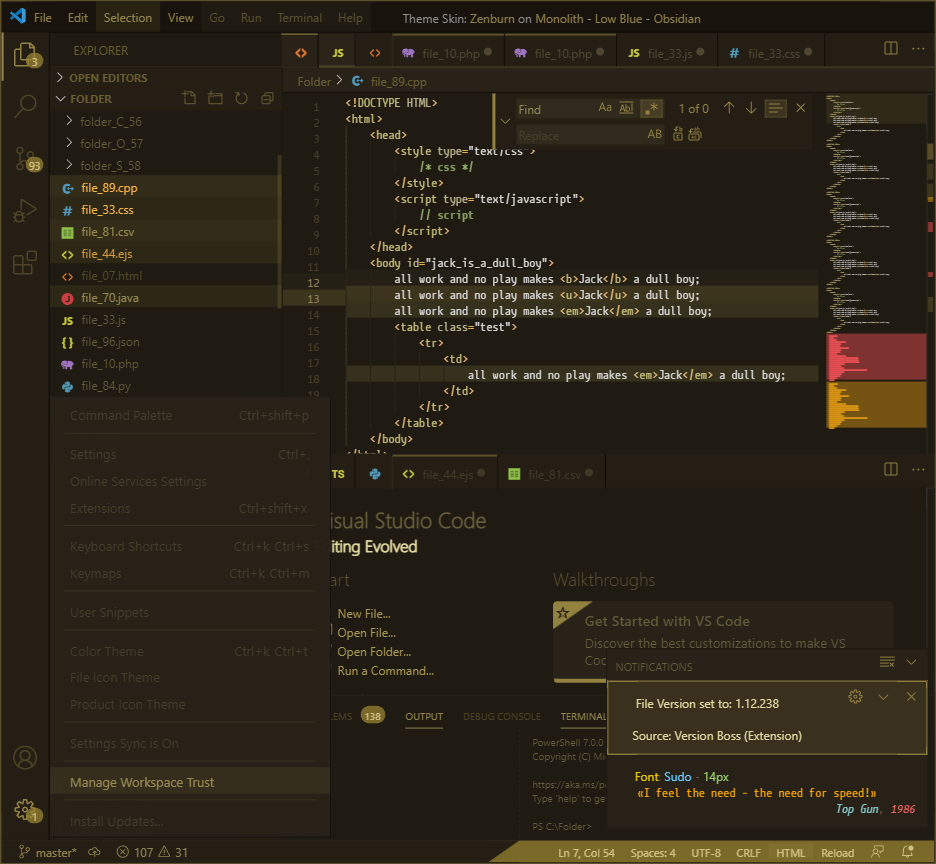 File Edit Selection View Go Run Terminal Help Theme Skin: Zenburn on Monolith - Low Blue - Obsidian
3
93
1
EXPLORER
OPEN EDITORS
FOLDER
folder_C_56
folder_O_57
folder_S_58
file_89.cpp
# file_33.css
file_81.csv
<> file_44.ejs
<> file_07.html
J file_70.java
JS file_33.js
{} file_96.json
file_10.php
file_84.py
<> JS <> file_10.php file_10.php JS file_33.js # file_33.css
Folder > file_89.cpp
Find Aa Abl .* 1 of 0
Replace AB
1 <!DOCTYPE HTML>
2 <html>
3 <head>
4 <style type="text/css">
5 /* css */
6 </style>
7 <script type="text/javascript">
8 // script
9 </script>
10 </head>
11 <body id="jack_is_a_dull_boy">
12 all work and no play makes <b>Jack</b> a dull boy;
13 all work and no play makes <u>Jack</u> a dull boy;
14 all work and no play makes <em>Jack</em> a dull boy;
15 <table class="test">
16 <tr>
17 <td>
18 all work and no play makes <em>Jack</em> a dull boy;
19 </td>
</tr>
</table>
</body>
</html>
Command Palette Ctrl+shift+p
Settings Ctrl+,
Online Services Settings
Extensions Ctrl+shift+x
Keyboard Shortcuts Ctrl+k Ctrl+s
Keymaps Ctrl+k Ctrl+m
User Snippets
Color Theme Ctrl+k Ctrl+t
File Icon Theme
Product Icon Theme
Settings Sync is On
Manage Workspace Trust
Install Updates...
TS <> file_44.ejs file_81.csv
isual Studio Code
iting Evolved
art
New File...
Open File...
Open Folder...
Run a Command...
Walkthroughs
Get Started with VS Code
Discover the best customizations to make VS
Coc
LEMS 138 OUTPUT DEBUG CONSOLE TERMINAL
PowerShell 7.0.0
Copyright (C) Mi
https://aka.ms/p
Type 'help' to ge
PS C:\Folder>
NOTIFICATIONS
File Version set to: 1.12.238
Source: Version Boss (Extension)
Font: Sudo - 14px
«I feel the need - the need for speed!»
Top Gun, 1986
master* 107 31 Ln 7, Col 54 Spaces: 4 UTF-8 CRLF HTML Reload